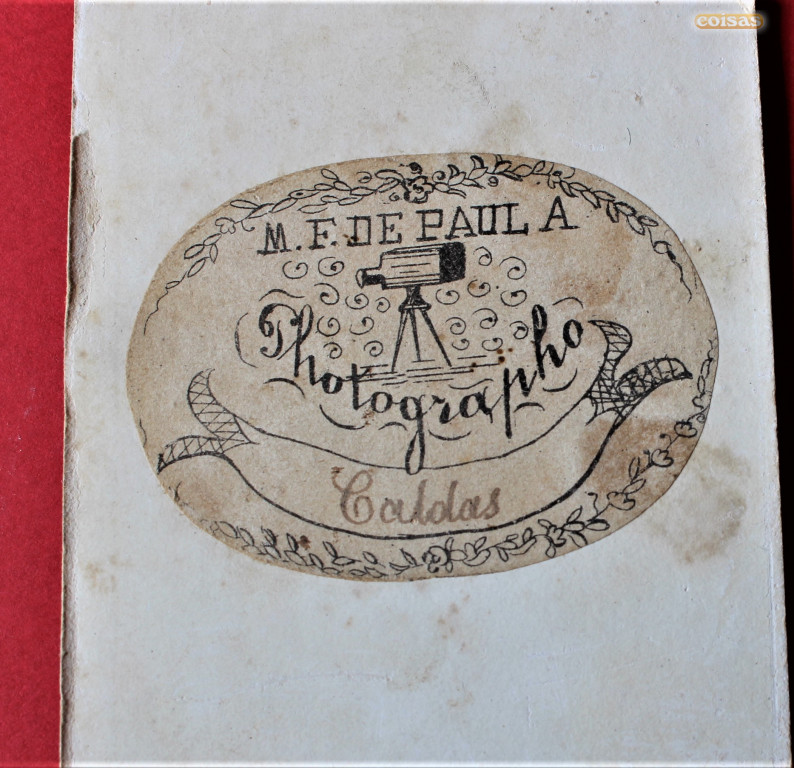 coisas
M. F. DE PAULA
Photographo
Caldas